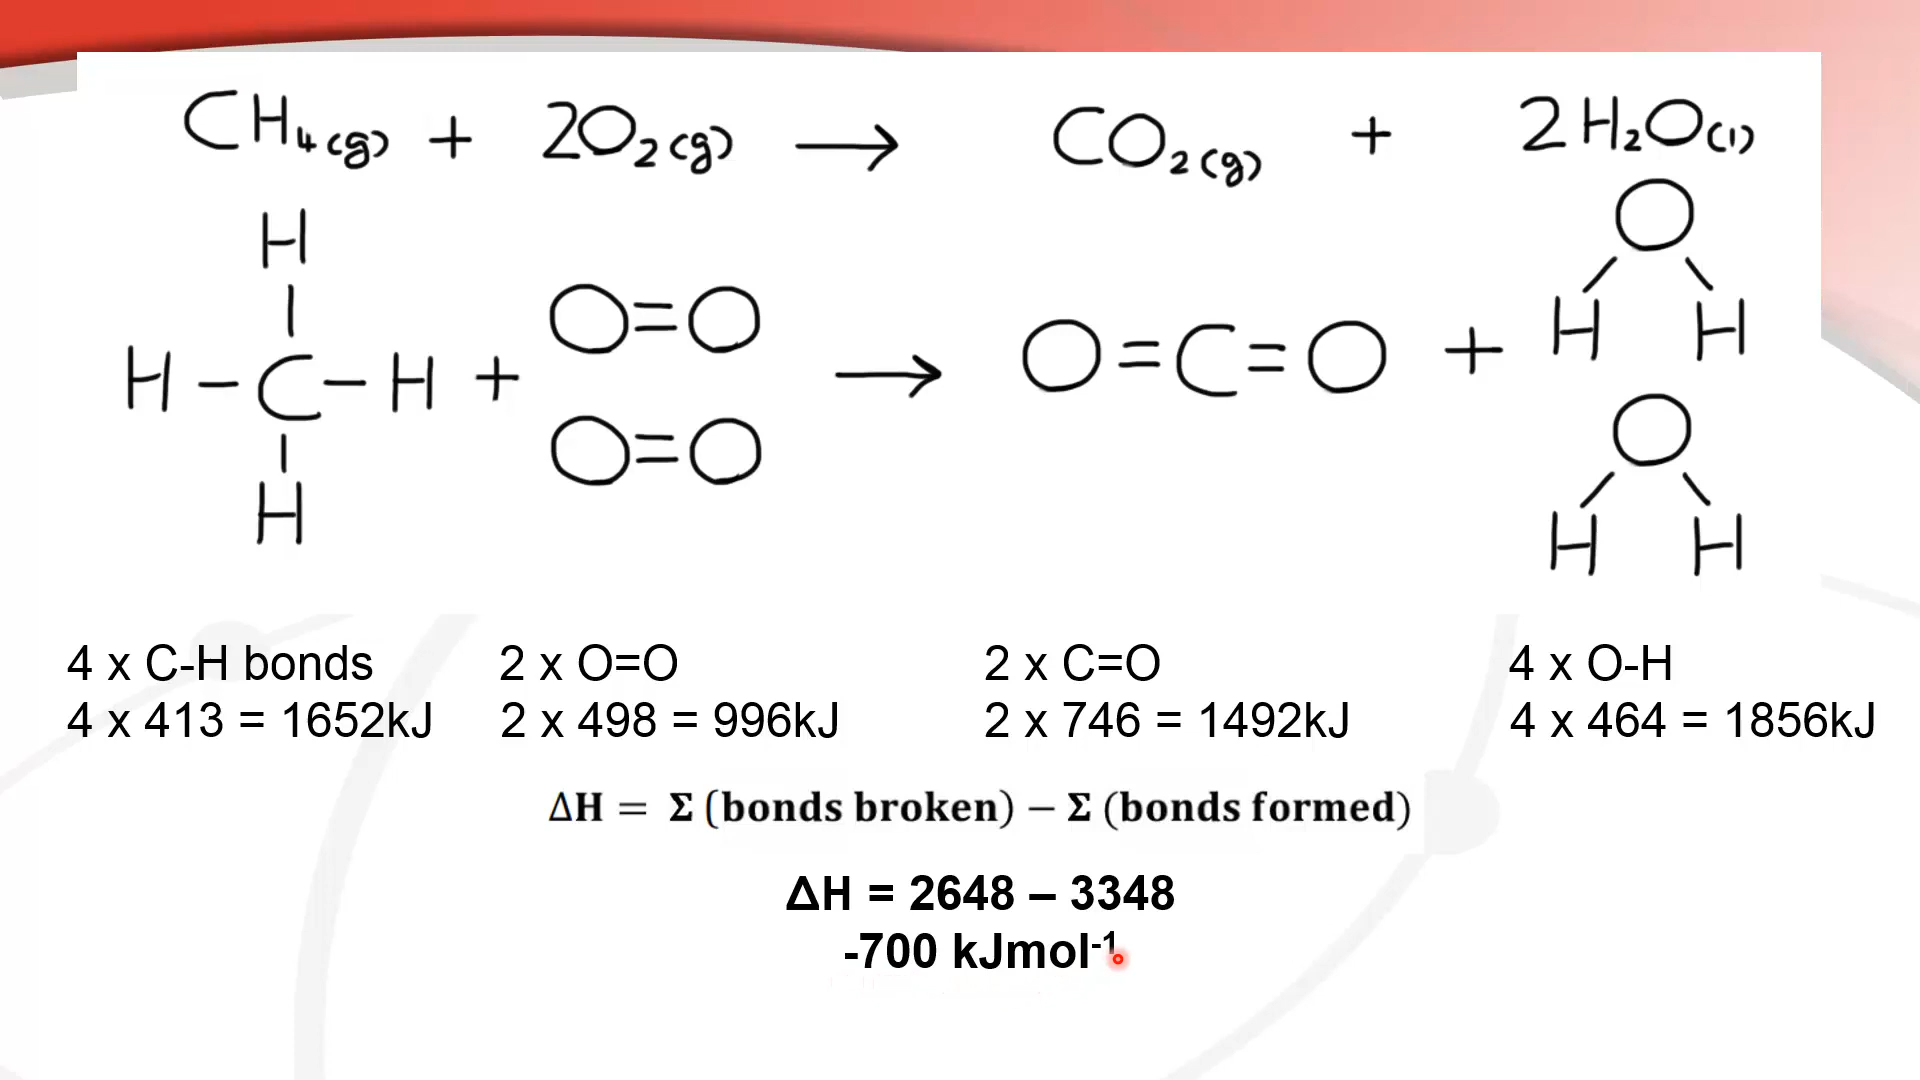 CH₄(g) + 2O₂(g) → CO₂(g) + 2H₂O(l)
H
H – C – H + O=O → O=C=O + O
H H
O=O
O
H
H H
4 x C-H bonds
4 x 413 = 1652kJ
2 x O=O
2 x 498 = 996kJ
2 x C=O
2 x 746 = 1492kJ
4 x O-H
4 x 464 = 1856kJ
ΔH = Σ (bonds broken) − Σ (bonds formed)
ΔH = 2648 – 3348
-700 kJmol⁻¹